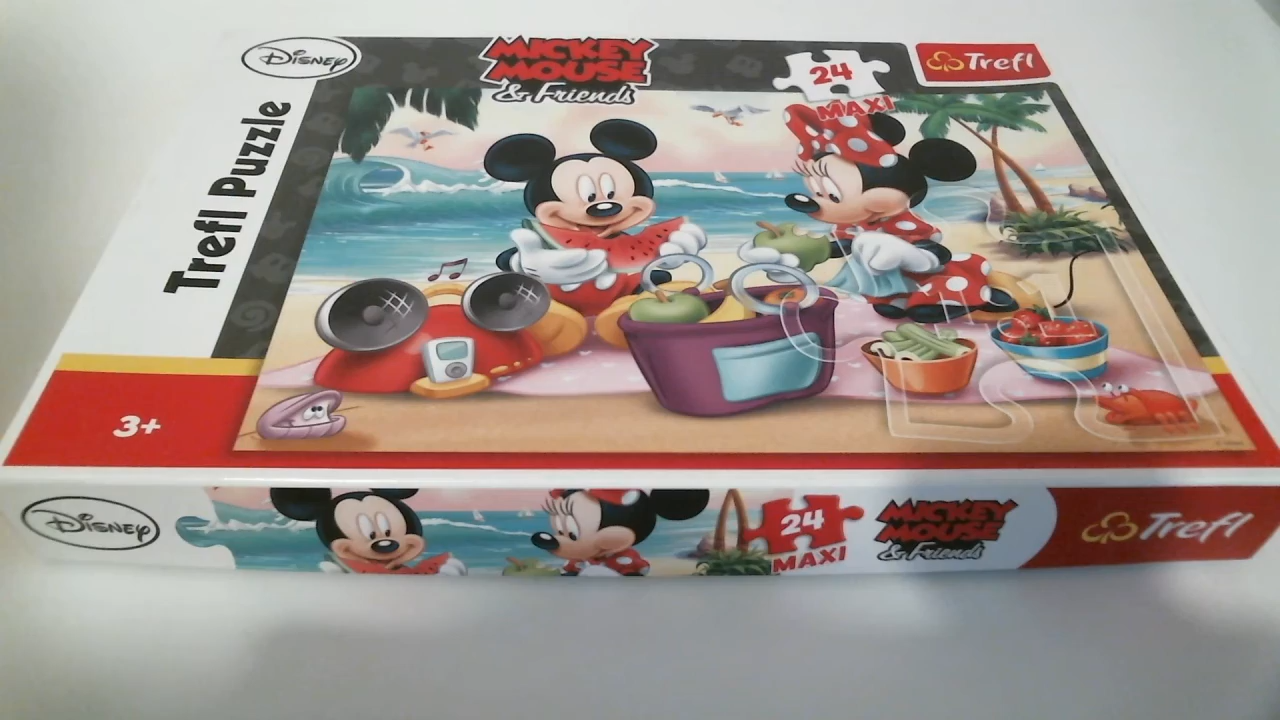 Disney
MICKEY
MOUSE
& Friends
24
MAXI
Trefl
Trefl Puzzle
3+
Disney
24
MAXI
MICKEY
MOUSE
& Friends
Trefl